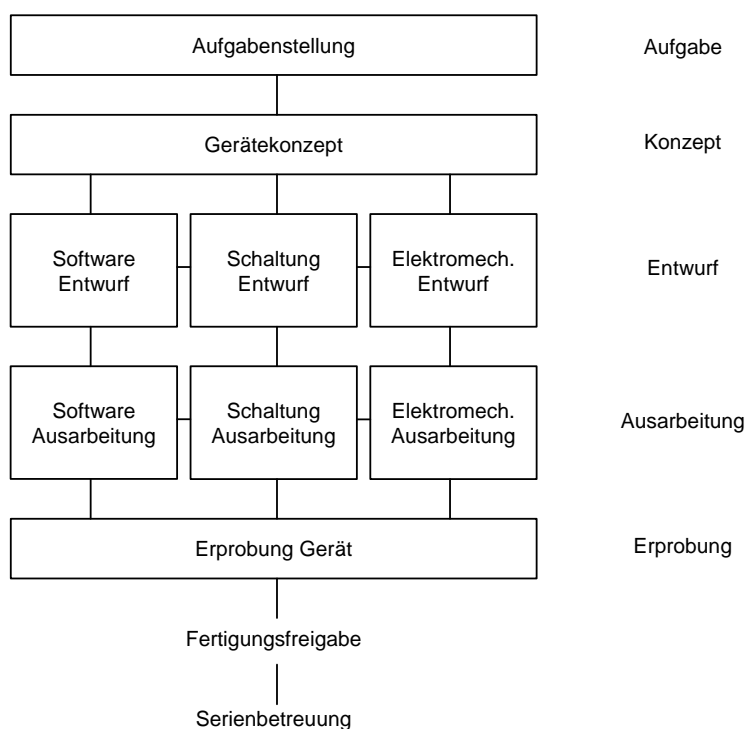 Aufgabenstellung
Aufgabe
Gerätekonzept
Konzept
Software
Entwurf
Schaltung
Entwurf
Elektromech.
Entwurf
Entwurf
Software
Ausarbeitung
Schaltung
Ausarbeitung
Elektromech.
Ausarbeitung
Ausarbeitung
Erprobung Gerät
Erprobung
Fertigungsfreigabe
Serienbetreuung